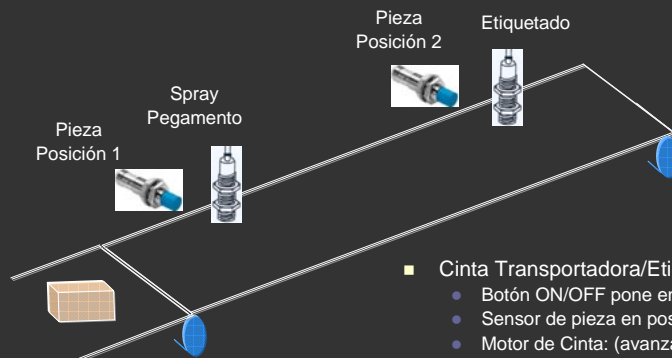 Pieza
Posición 2
Etiquetado
Spray
Pegamento
Pieza
Posición 1
Cinta Transportadora/Eti
Botón ON/OFF pone en
Sensor de pieza en pos
Motor de Cinta: (avanza